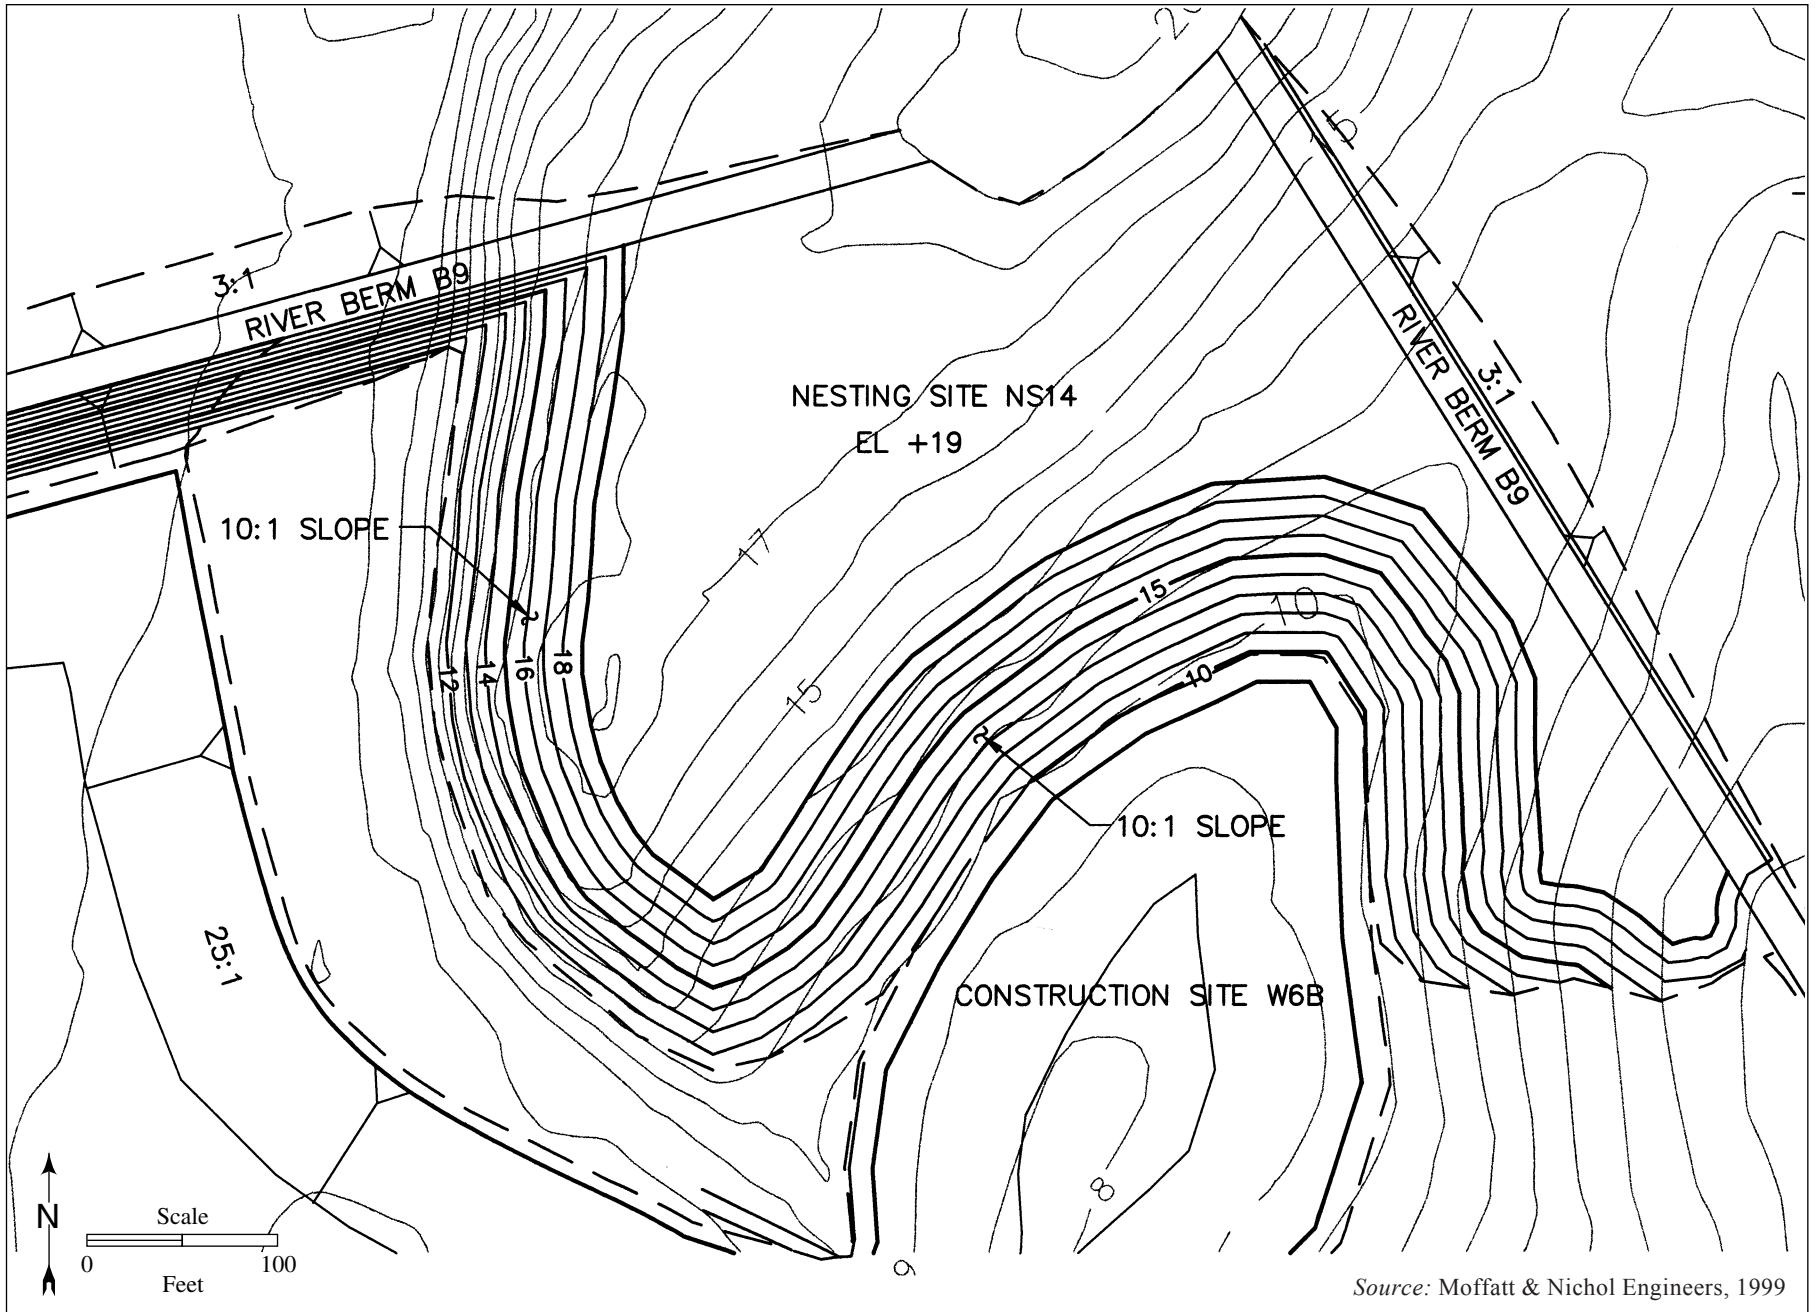 15
3:1
RIVER BERM B9
NESTING SITE NS14
EL +19
RIVER BERM B9
3:1
10:1 SLOPE
17
15
10
12
14
16
18
15
10
10:1 SLOPE
25:1
CONSTRUCTION SITE W6B
8
9
N
Scale
0 100
Feet
Source: Moffatt & Nichol Engineers, 1999